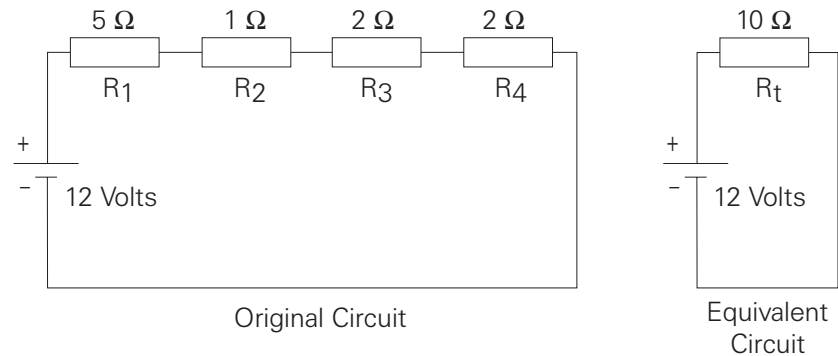 5 Ω 1 Ω 2 Ω 2 Ω
R1 R2 R3 R4
+
–
12 Volts
Original Circuit
10 Ω
Rt
+
–
12 Volts
Equivalent
Circuit